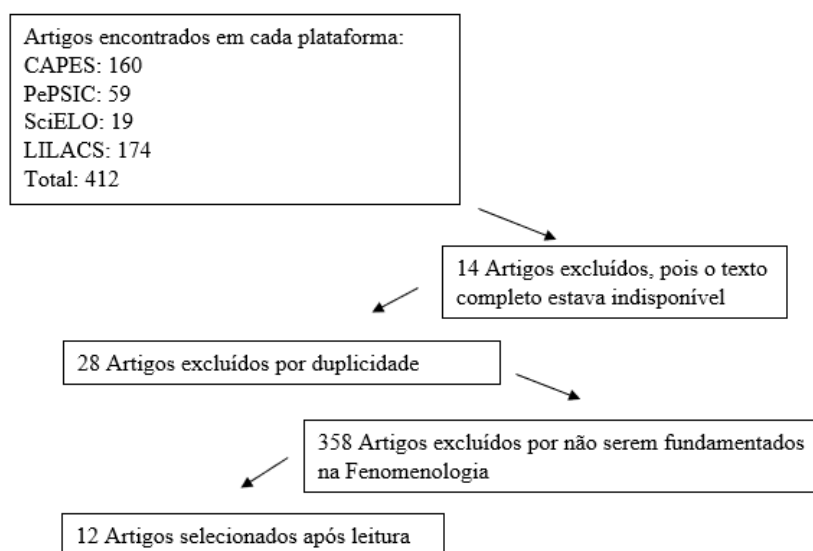 Artigos encontrados em cada plataforma:
CAPES: 160
PePSIC: 59
SciELO: 19
LILACS: 174
Total: 412
14 Artigos excluídos, pois o texto
completo estava indisponível
28 Artigos excluídos por duplicidade
358 Artigos excluídos por não serem fundamentados
na Fenomenologia
12 Artigos selecionados após leitura